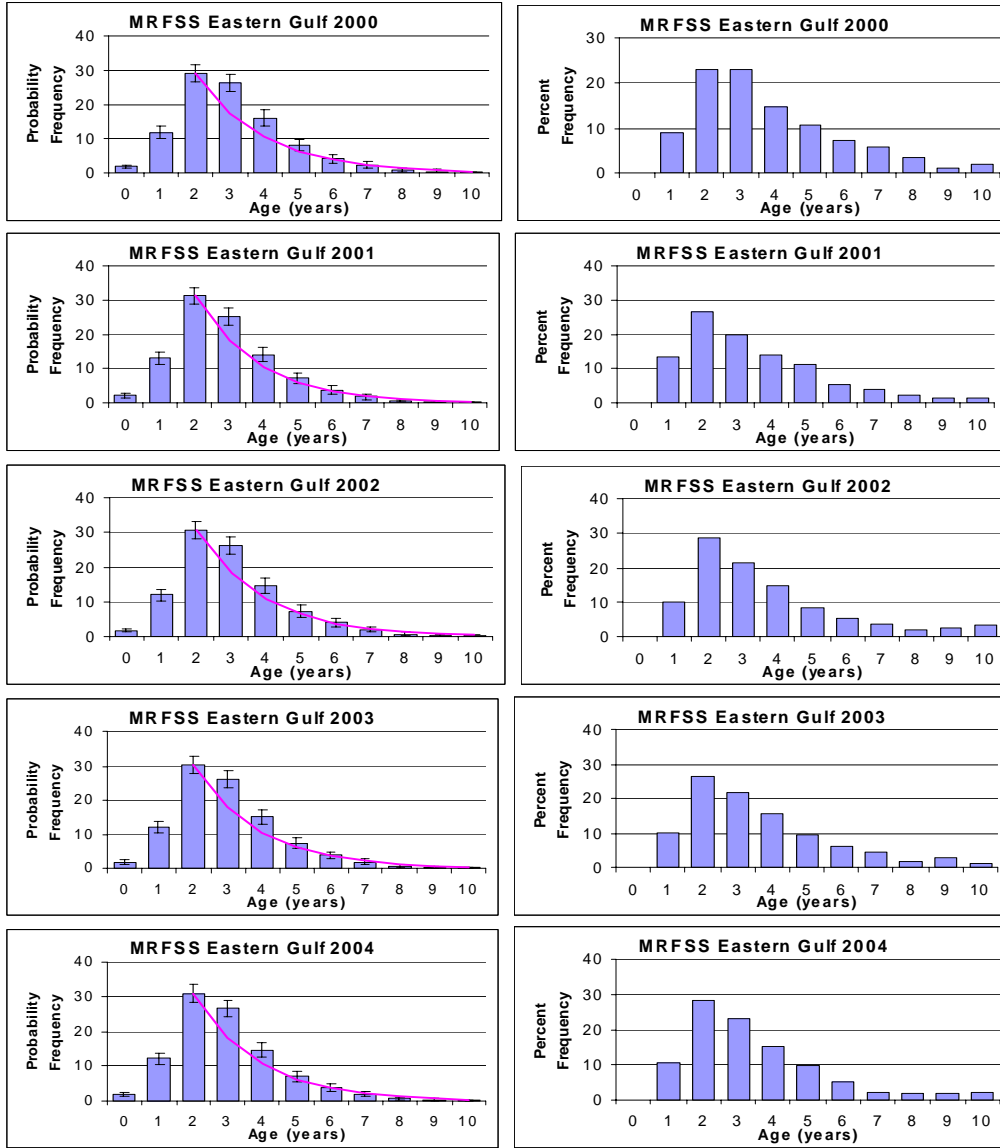 MRFSS Eastern Gulf 2000
Probability
Frequency
40
30
20
10
0
0 1 2 3 4 5 6 7 8 9 10
Age (years)
MRFSS Eastern Gulf 2000
Percent
Frequency
30
20
10
0
0 1 2 3 4 5 6 7 8 9 10
Age (years)
MRFSS Eastern Gulf 2001
Probability
Frequency
40
30
20
10
0
0 1 2 3 4 5 6 7 8 9 10
Age (years)
MRFSS Eastern Gulf 2001
Percent
Frequency
40
30
20
10
0
0 1 2 3 4 5 6 7 8 9 10
Age (years)
MRFSS Eastern Gulf 2002
Probability
Frequency
40
30
20
10
0
0 1 2 3 4 5 6 7 8 9 10
Age (years)
MRFSS Eastern Gulf 2002
Percent
Frequency
40
30
20
10
0
0 1 2 3 4 5 6 7 8 9 10
Age (years)
MRFSS Eastern Gulf 2003
Probability
Frequency
40
30
20
10
0
0 1 2 3 4 5 6 7 8 9 10
Age (years)
MRFSS Eastern Gulf 2003
Percent
Frequency
40
30
20
10
0
0 1 2 3 4 5 6 7 8 9 10
Age (years)
MRFSS Eastern Gulf 2004
Probability
Frequency
40
30
20
10
0
0 1 2 3 4 5 6 7 8 9 10
Age (years)
MRFSS Eastern Gulf 2004
Percent
Frequency
40
30
20
10
0
0 1 2 3 4 5 6 7 8 9 10
Age (years)